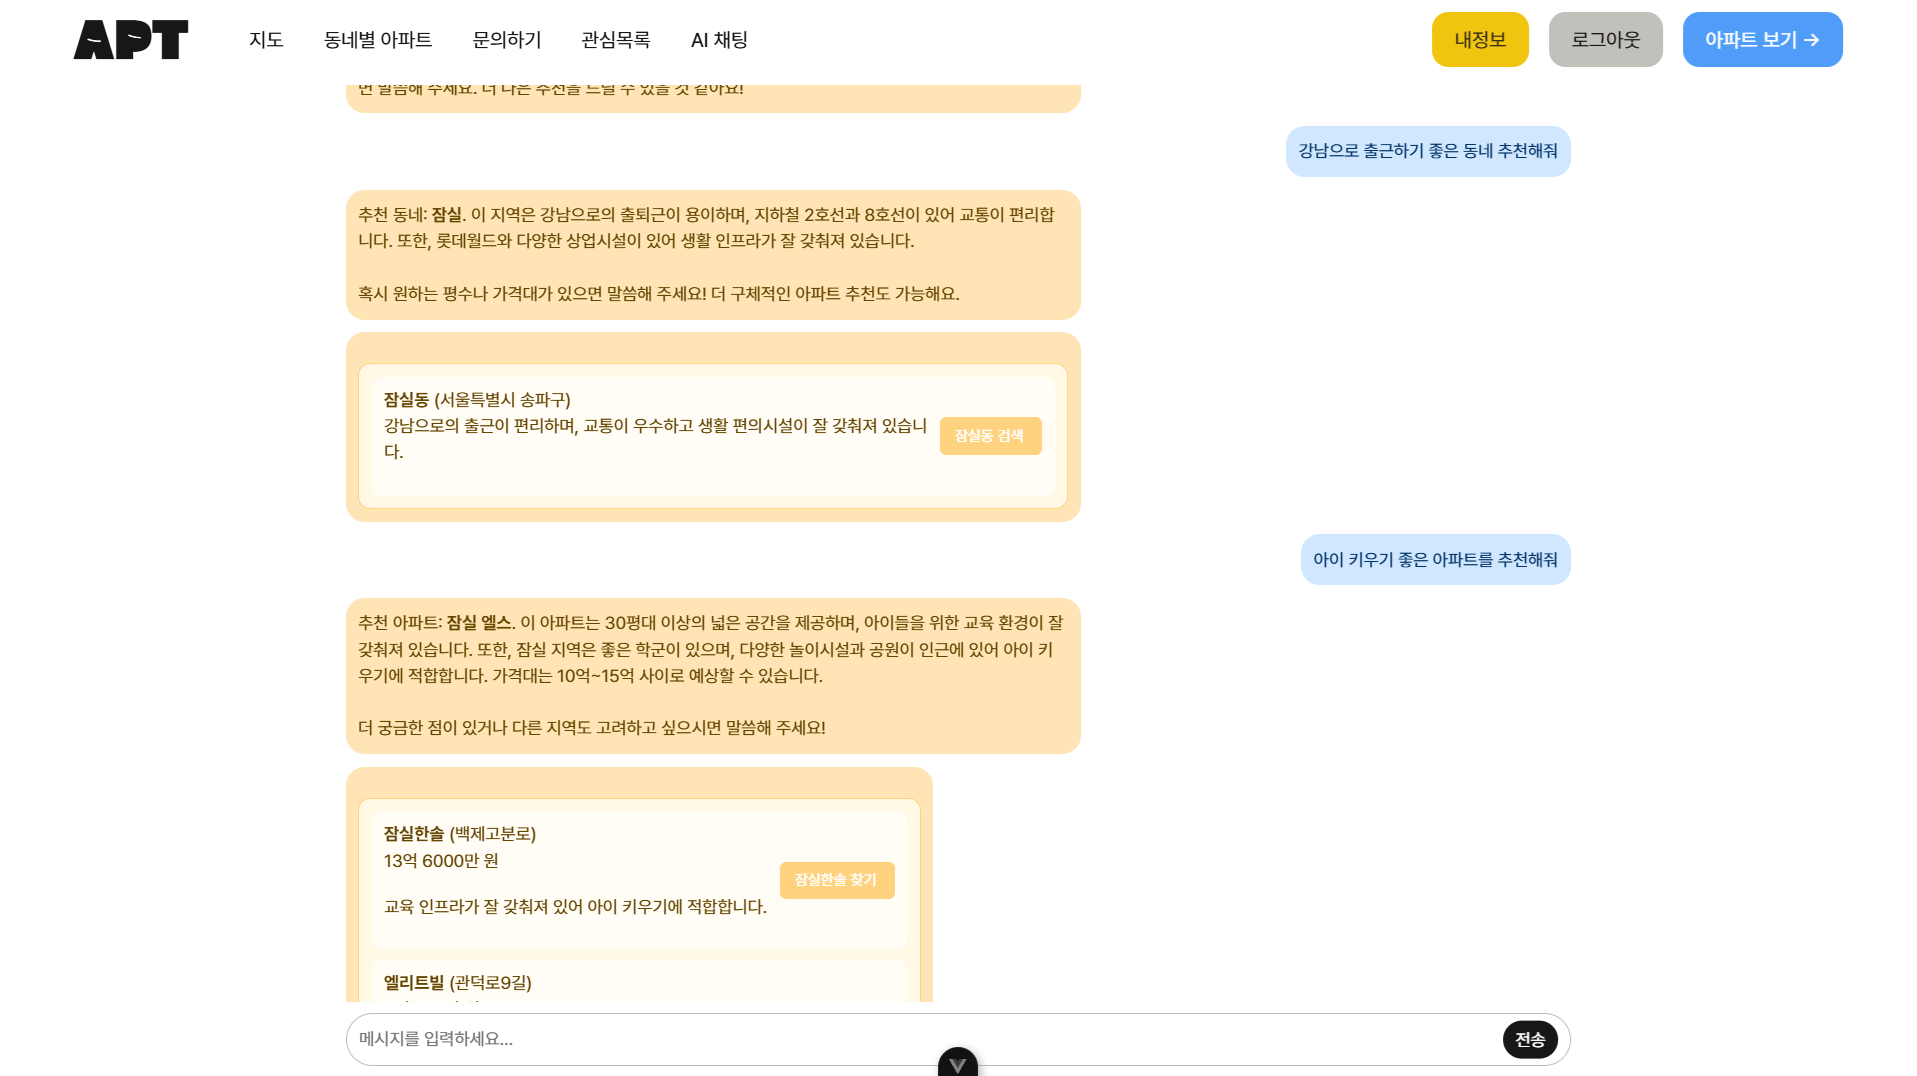 APT
지도
동네별 아파트
문의하기
관심목록
AI 채팅
내정보
로그아웃
아파트 보기 →
면 말씀해 주세요. 더 나은 추천을 드릴 수 있을 것 같아요!
강남으로 출근하기 좋은 동네 추천해줘
추천 동네: 잠실. 이 지역은 강남으로의 출퇴근이 용이하며, 지하철 2호선과 8호선이 있어 교통이 편리합
니다. 또한, 롯데월드와 다양한 상업시설이 있어 생활 인프라가 잘 갖춰져 있습니다.
혹시 원하는 평수나 가격대가 있으면 말씀해 주세요! 더 구체적인 아파트 추천도 가능해요.
잠실동 (서울특별시 송파구)
강남으로의 출근이 편리하며, 교통이 우수하고 생활 편의시설이 잘 갖춰져 있습니
다.
잠실동 검색
아이 키우기 좋은 아파트를 추천해줘
추천 아파트: 잠실 엘스. 이 아파트는 30평대 이상의 넓은 공간을 제공하며, 아이들을 위한 교육 환경이 잘
갖춰져 있습니다. 또한, 잠실 지역은 좋은 학군이 있으며, 다양한 놀이시설과 공원이 인근에 있어 아이 키
우기에 적합합니다. 가격대는 10억~15억 사이로 예상할 수 있습니다.
더 궁금한 점이 있거나 다른 지역도 고려하고 싶으시면 말씀해 주세요!
잠실한솔 (백제고분로)
13억 6000만 원
교육 인프라가 잘 갖춰져 있어 아이 키우기에 적합합니다.
잠실한솔 찾기
엘리트빌 (관덕로9길)
메시지를 입력하세요...
전송